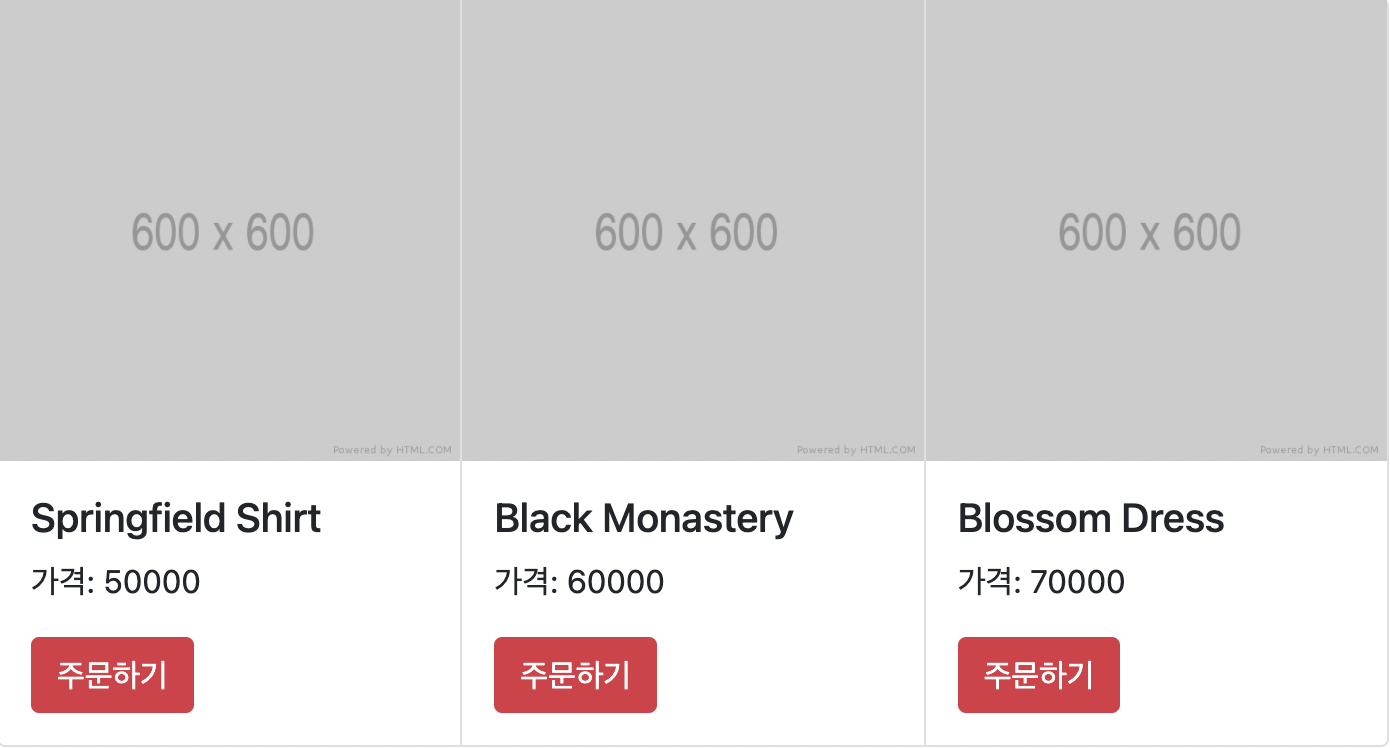 600 x 600
600 x 600
600 x 600
Powered by HTML.COM
Powered by HTML.COM
Powered by HTML.COM
Springfield Shirt
가격: 50000
주문하기
Black Monastery
가격: 60000
주문하기
Blossom Dress
가격: 70000
주문하기